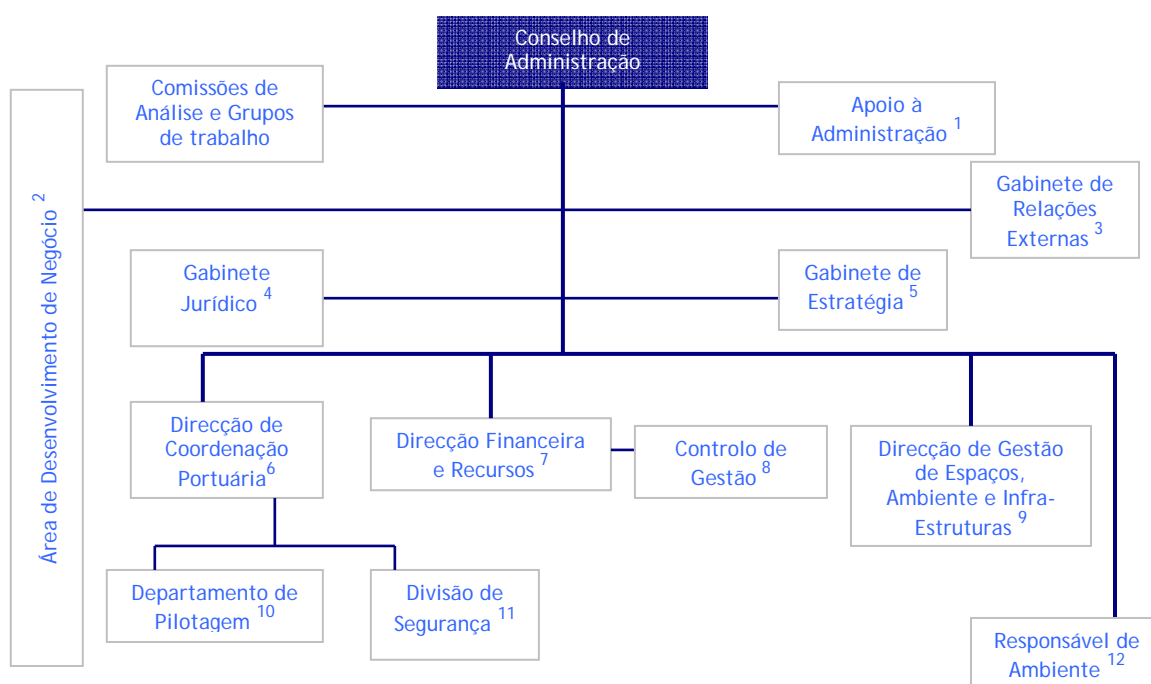 Conselho de
Administração
Comissões de
Análise e Grupos
de trabalho
Apoio à
Administração 1
Área de Desenvolvimento de Negócio 2
Gabinete de
Relações
Externas 3
Gabinete
Jurídico 4
Gabinete de
Estratégia 5
Direcção de
Coordenação
Portuária6
Direcção Financeira
e Recursos 7
Controlo de
Gestão 8
Direcção de Gestão
de Espaços,
Ambiente e Infra-
Estruturas 9
Departamento de
Pilotagem 10
Divisão de
Segurança 11
Responsável de
Ambiente 12